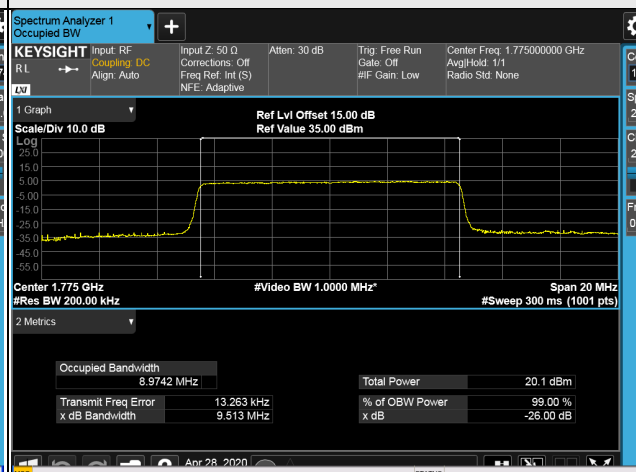 Spectrum Analyzer 1
Occupied BW
+
KEYSIGHT Input: RF Input Z: 50 Ω Atten: 30 dB Trig: Free Run Center Freq: 1.775000000 GHz
RL Coupling: DC Corrections: Off Gate: Off Avg|Hold: 1/1
Align: Auto Freq Ref: Int (S) #IF Gain: Low Radio Std: None
LXI NFE: Adaptive
1 Graph
Ref Lvl Offset 15.00 dB
Scale/Div 10.0 dB Ref Value 35.00 dBm
Log
25.0
15.0
5.00
-5.00
-15.0
-25.0
-35.0
-45.0
-55.0
Center 1.775 GHz #Video BW 1.0000 MHz* Span 20 MHz
#Res BW 200.00 kHz #Sweep 300 ms (1001 pts)
2 Metrics
Occupied Bandwidth
8.9742 MHz Total Power 20.1 dBm
Transmit Freq Error 13.263 kHz % of OBW Power 99.00 %
x dB Bandwidth 9.513 MHz x dB -26.00 dB
Apr 28, 2020